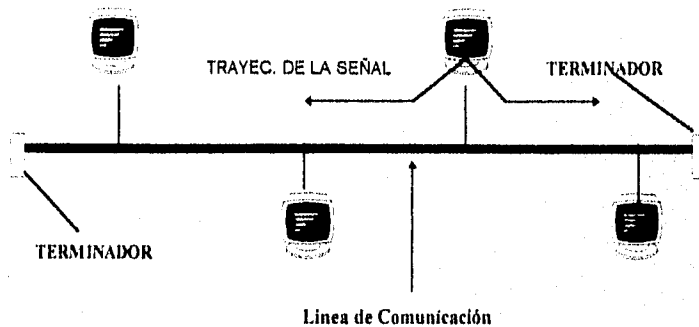 TRAYEC. DE LA SEÑAL
TERMINADOR
TERMINADOR
Linea de Comunicación